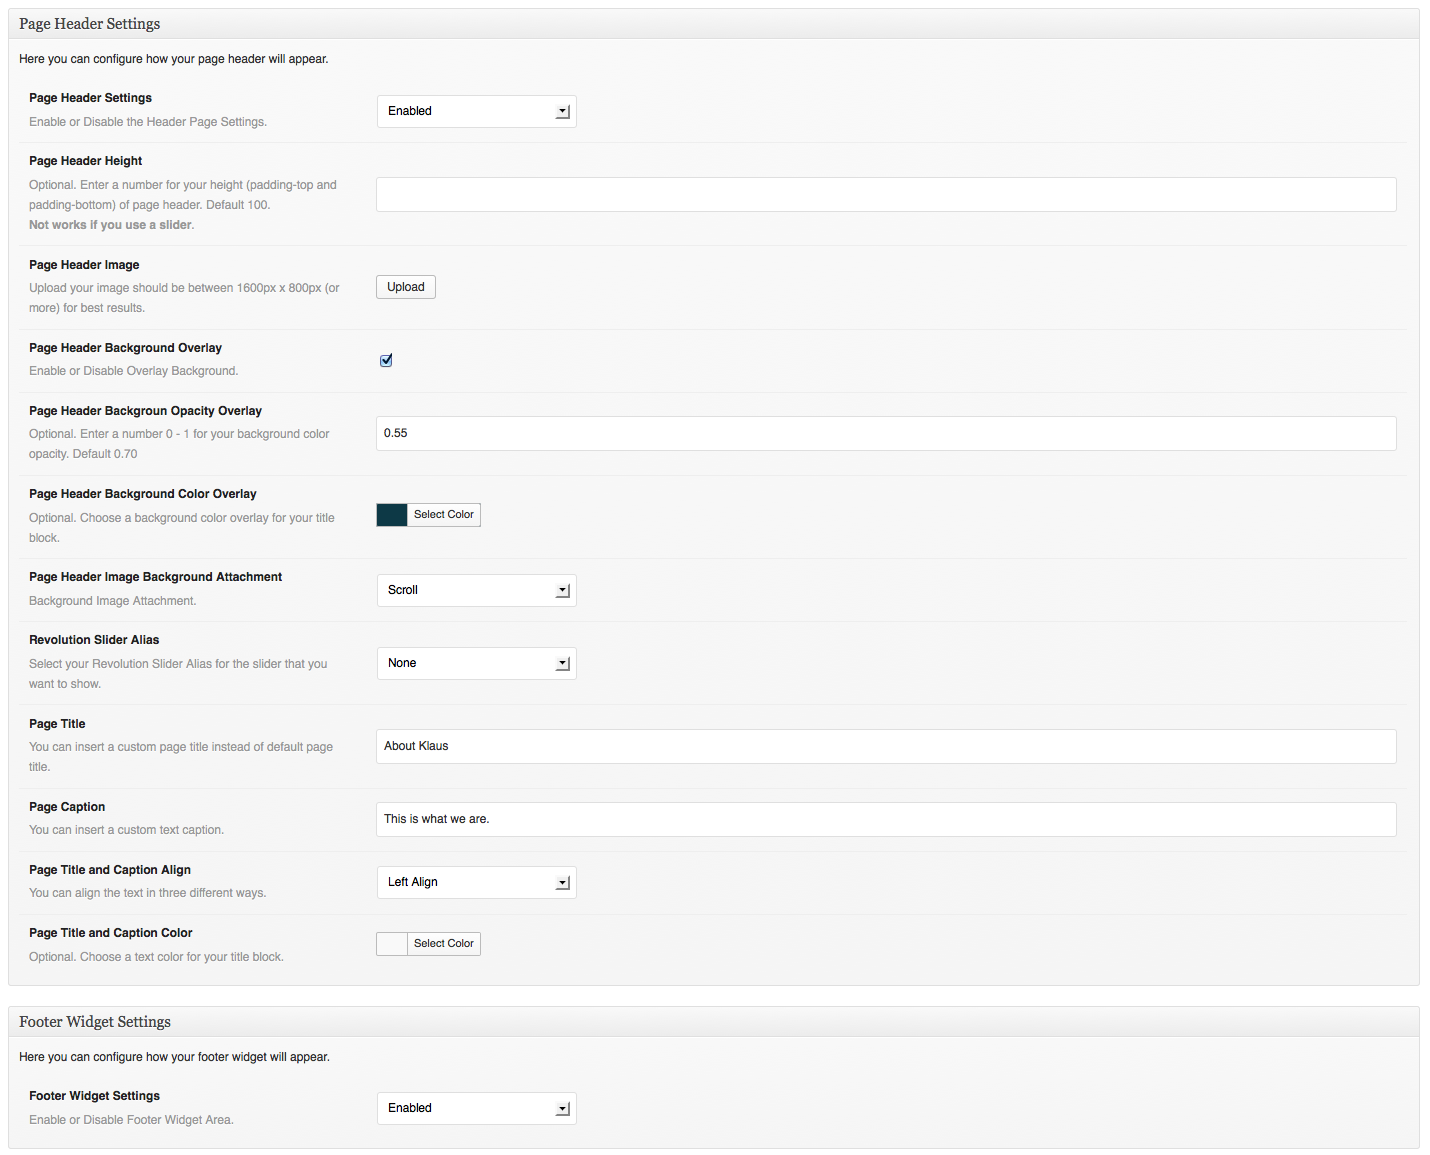 Page Header Settings
Here you can configure how your page header will appear.
Page Header Settings
Enable or Disable the Header Page Settings.
Enabled
Page Header Height
Optional. Enter a number for your height (padding-top and
padding-bottom) of page header. Default 100.
Not works if you use a slider.
Page Header Image
Upload your image should be between 1600px x 800px (or
more) for best results.
Upload
Page Header Background Overlay
Enable or Disable Overlay Background.
Page Header Backgroun Opacity Overlay
Optional. Enter a number 0 - 1 for your background color
opacity. Default 0.70
0.55
Page Header Background Color Overlay
Optional. Choose a background color overlay for your title
block.
Select Color
Page Header Image Background Attachment
Background Image Attachment.
Scroll
Revolution Slider Alias
Select your Revolution Slider Alias for the slider that you
want to show.
None
Page Title
You can insert a custom page title instead of default page
title.
About Klaus
Page Caption
You can insert a custom text caption.
This is what we are.
Page Title and Caption Align
You can align the text in three different ways.
Left Align
Page Title and Caption Color
Optional. Choose a text color for your title block.
Select Color
Footer Widget Settings
Here you can configure how your footer widget will appear.
Footer Widget Settings
Enable or Disable Footer Widget Area.
Enabled